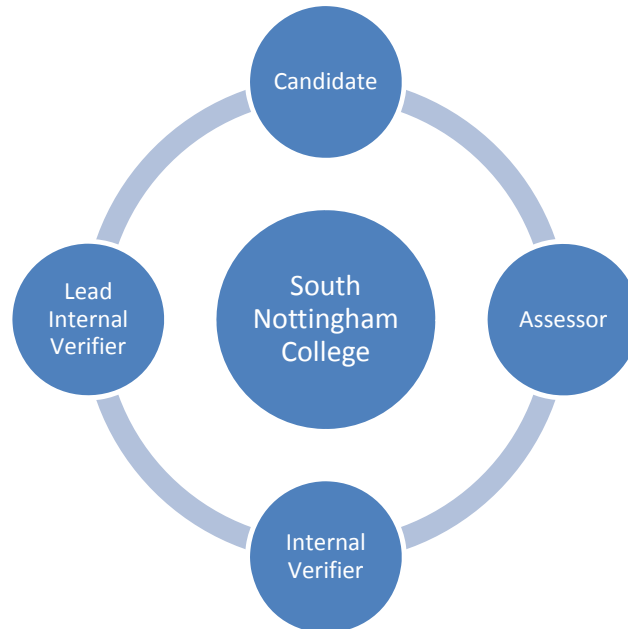 Candidate
Lead
Internal
Verifier
South
Nottingham
College
Assessor
Internal
Verifier